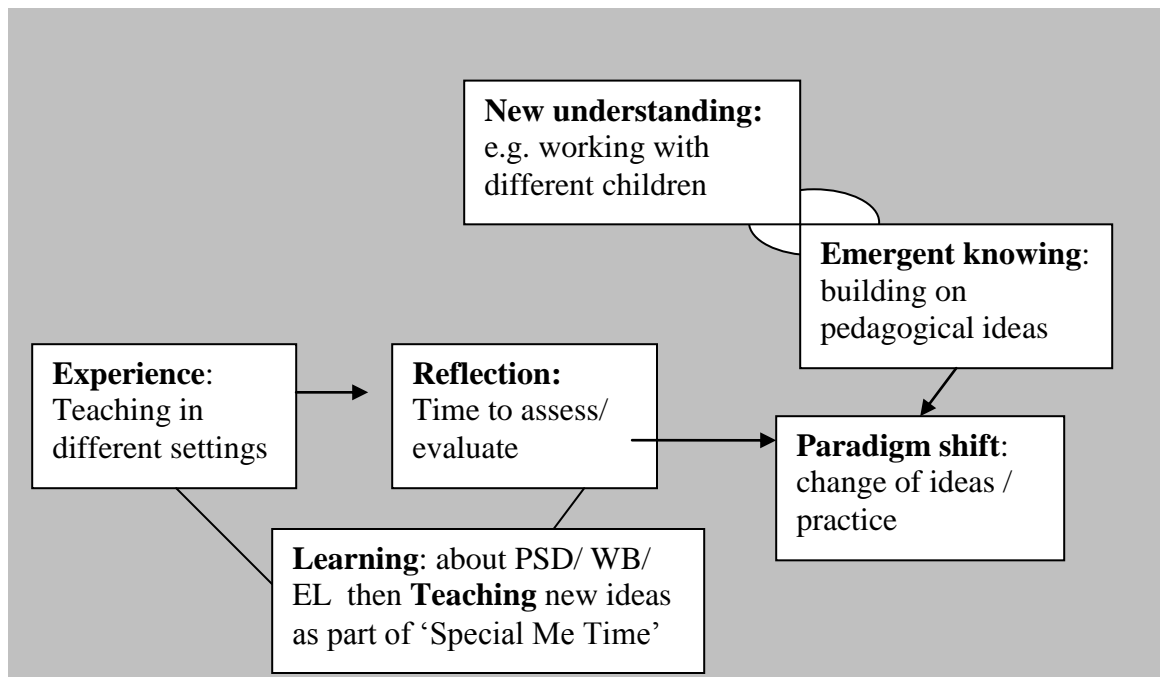 New understanding:
e.g. working with
different children
Emergent knowing:
building on
pedagogical ideas
Experience:
Teaching in
different settings
Reflection:
Time to assess/
evaluate
Paradigm shift:
change of ideas /
practice
Learning: about PSD/ WB/
EL  then Teaching new ideas
as part of ‘Special Me Time’